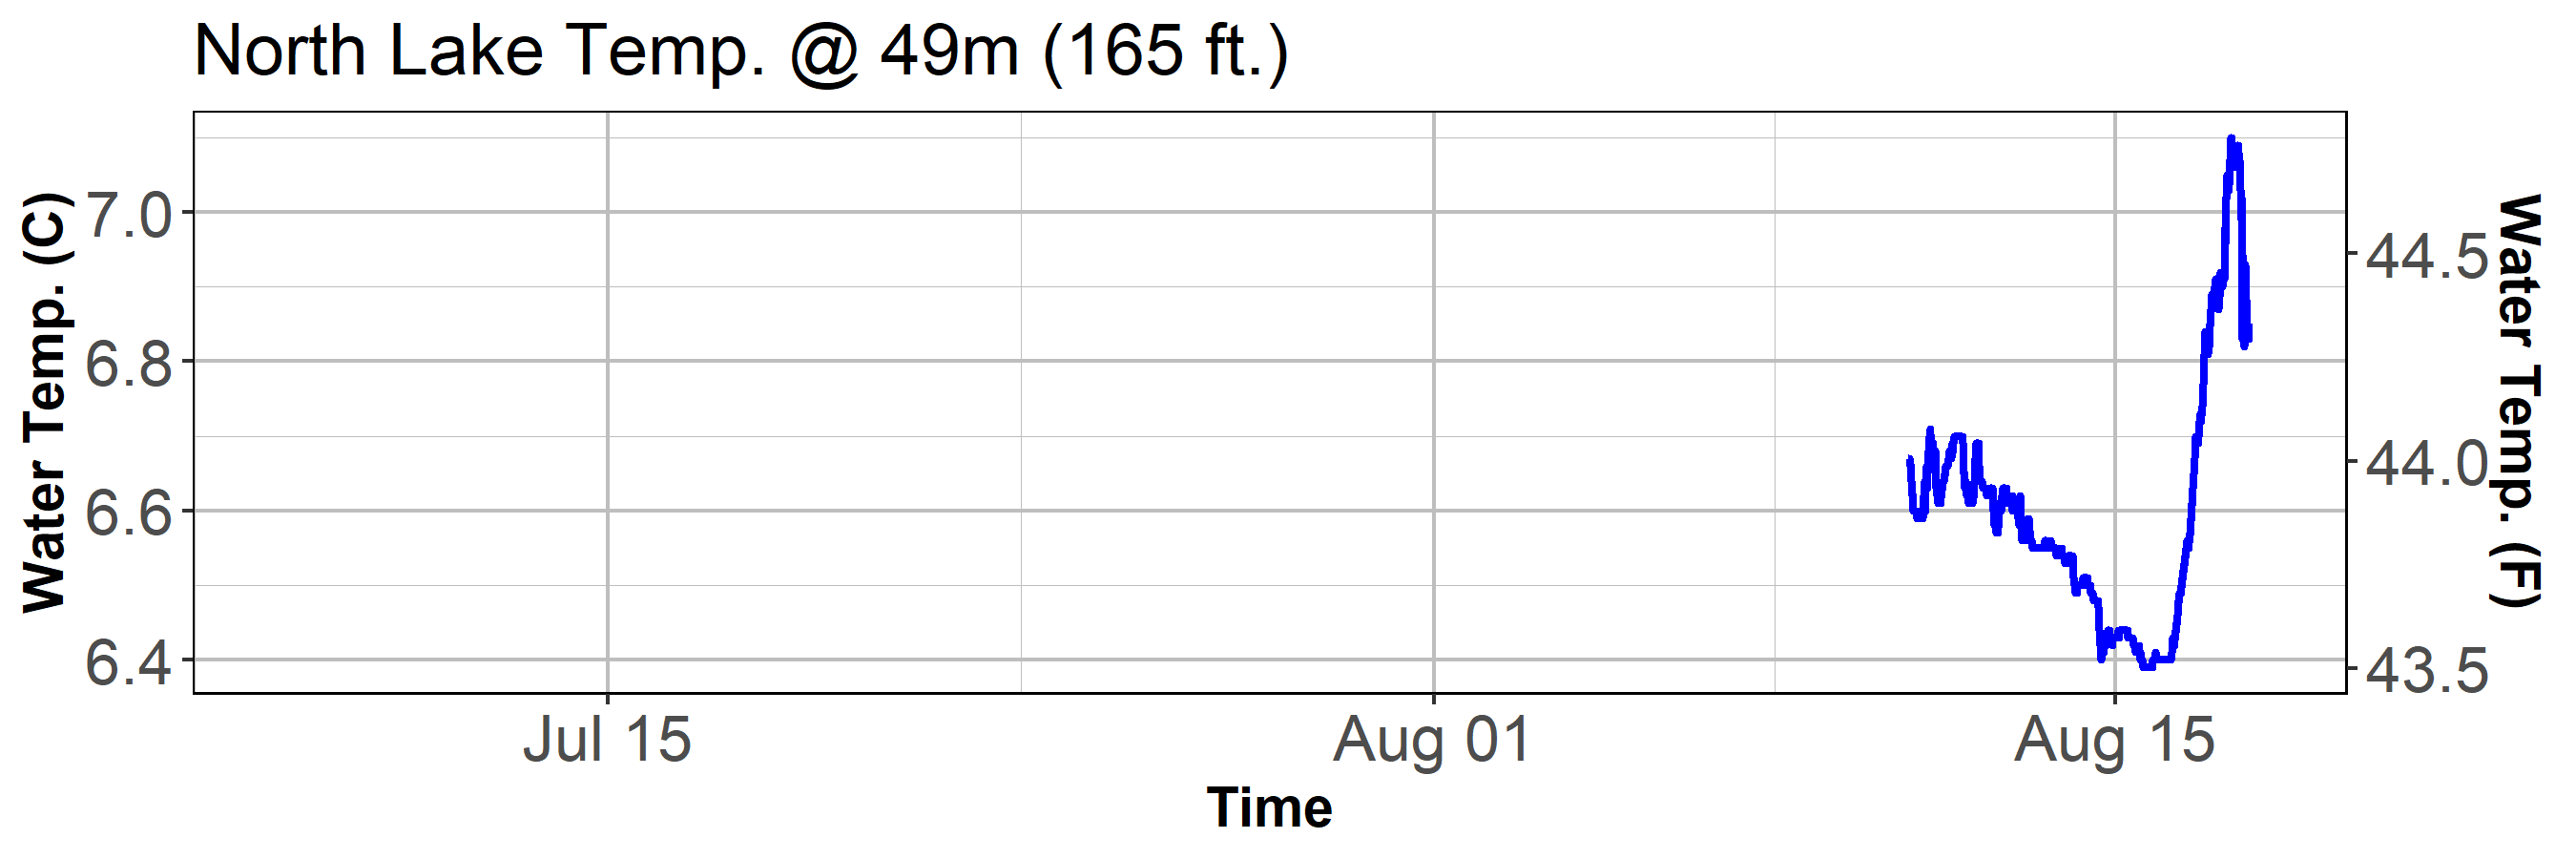 North Lake Temp. @ 49m (165 ft.)
Water Temp. (C)
7.0
6.8
6.6
6.4
44.5
44.0
43.5
Water Temp. (F)
Jul 15
Aug 01
Aug 15
Time